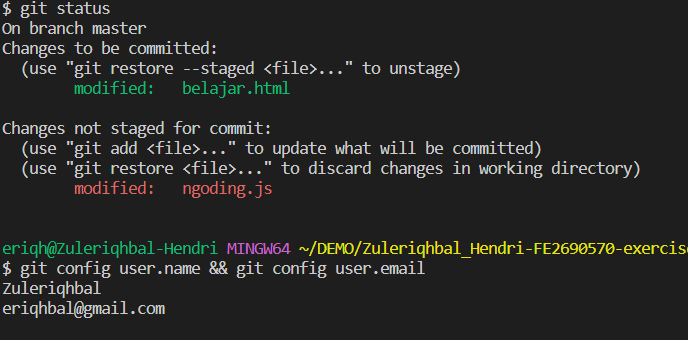 $ git status
On branch master
Changes to be committed:
  (use "git restore --staged <file>..." to unstage)
        modified:   belajar.html

Changes not staged for commit:
  (use "git add <file>..." to update what will be committed)
  (use "git restore <file>..." to discard changes in working directory)
        modified:   ngoding.js

eriqh@Zuleriqhbal-Hendri MINGW64 ~/DEMO/Zuleriqhbal_Hendri-FE2690570-exercis
$ git config user.name && git config user.email
Zuleriqhbal
eriqhbal@gmail.com